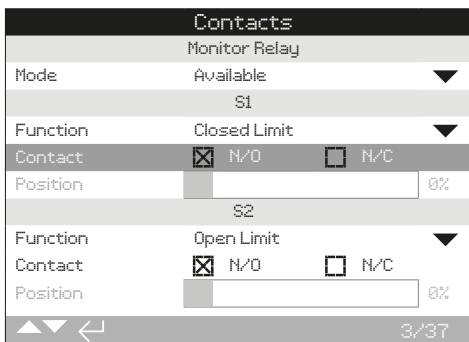 Contacts
Monitor Relay
Mode Available
S1
Function Closed Limit
Contact N/O N/C
Position 0%
S2
Function Open Limit
Contact N/O N/C
Position 0%
3/37